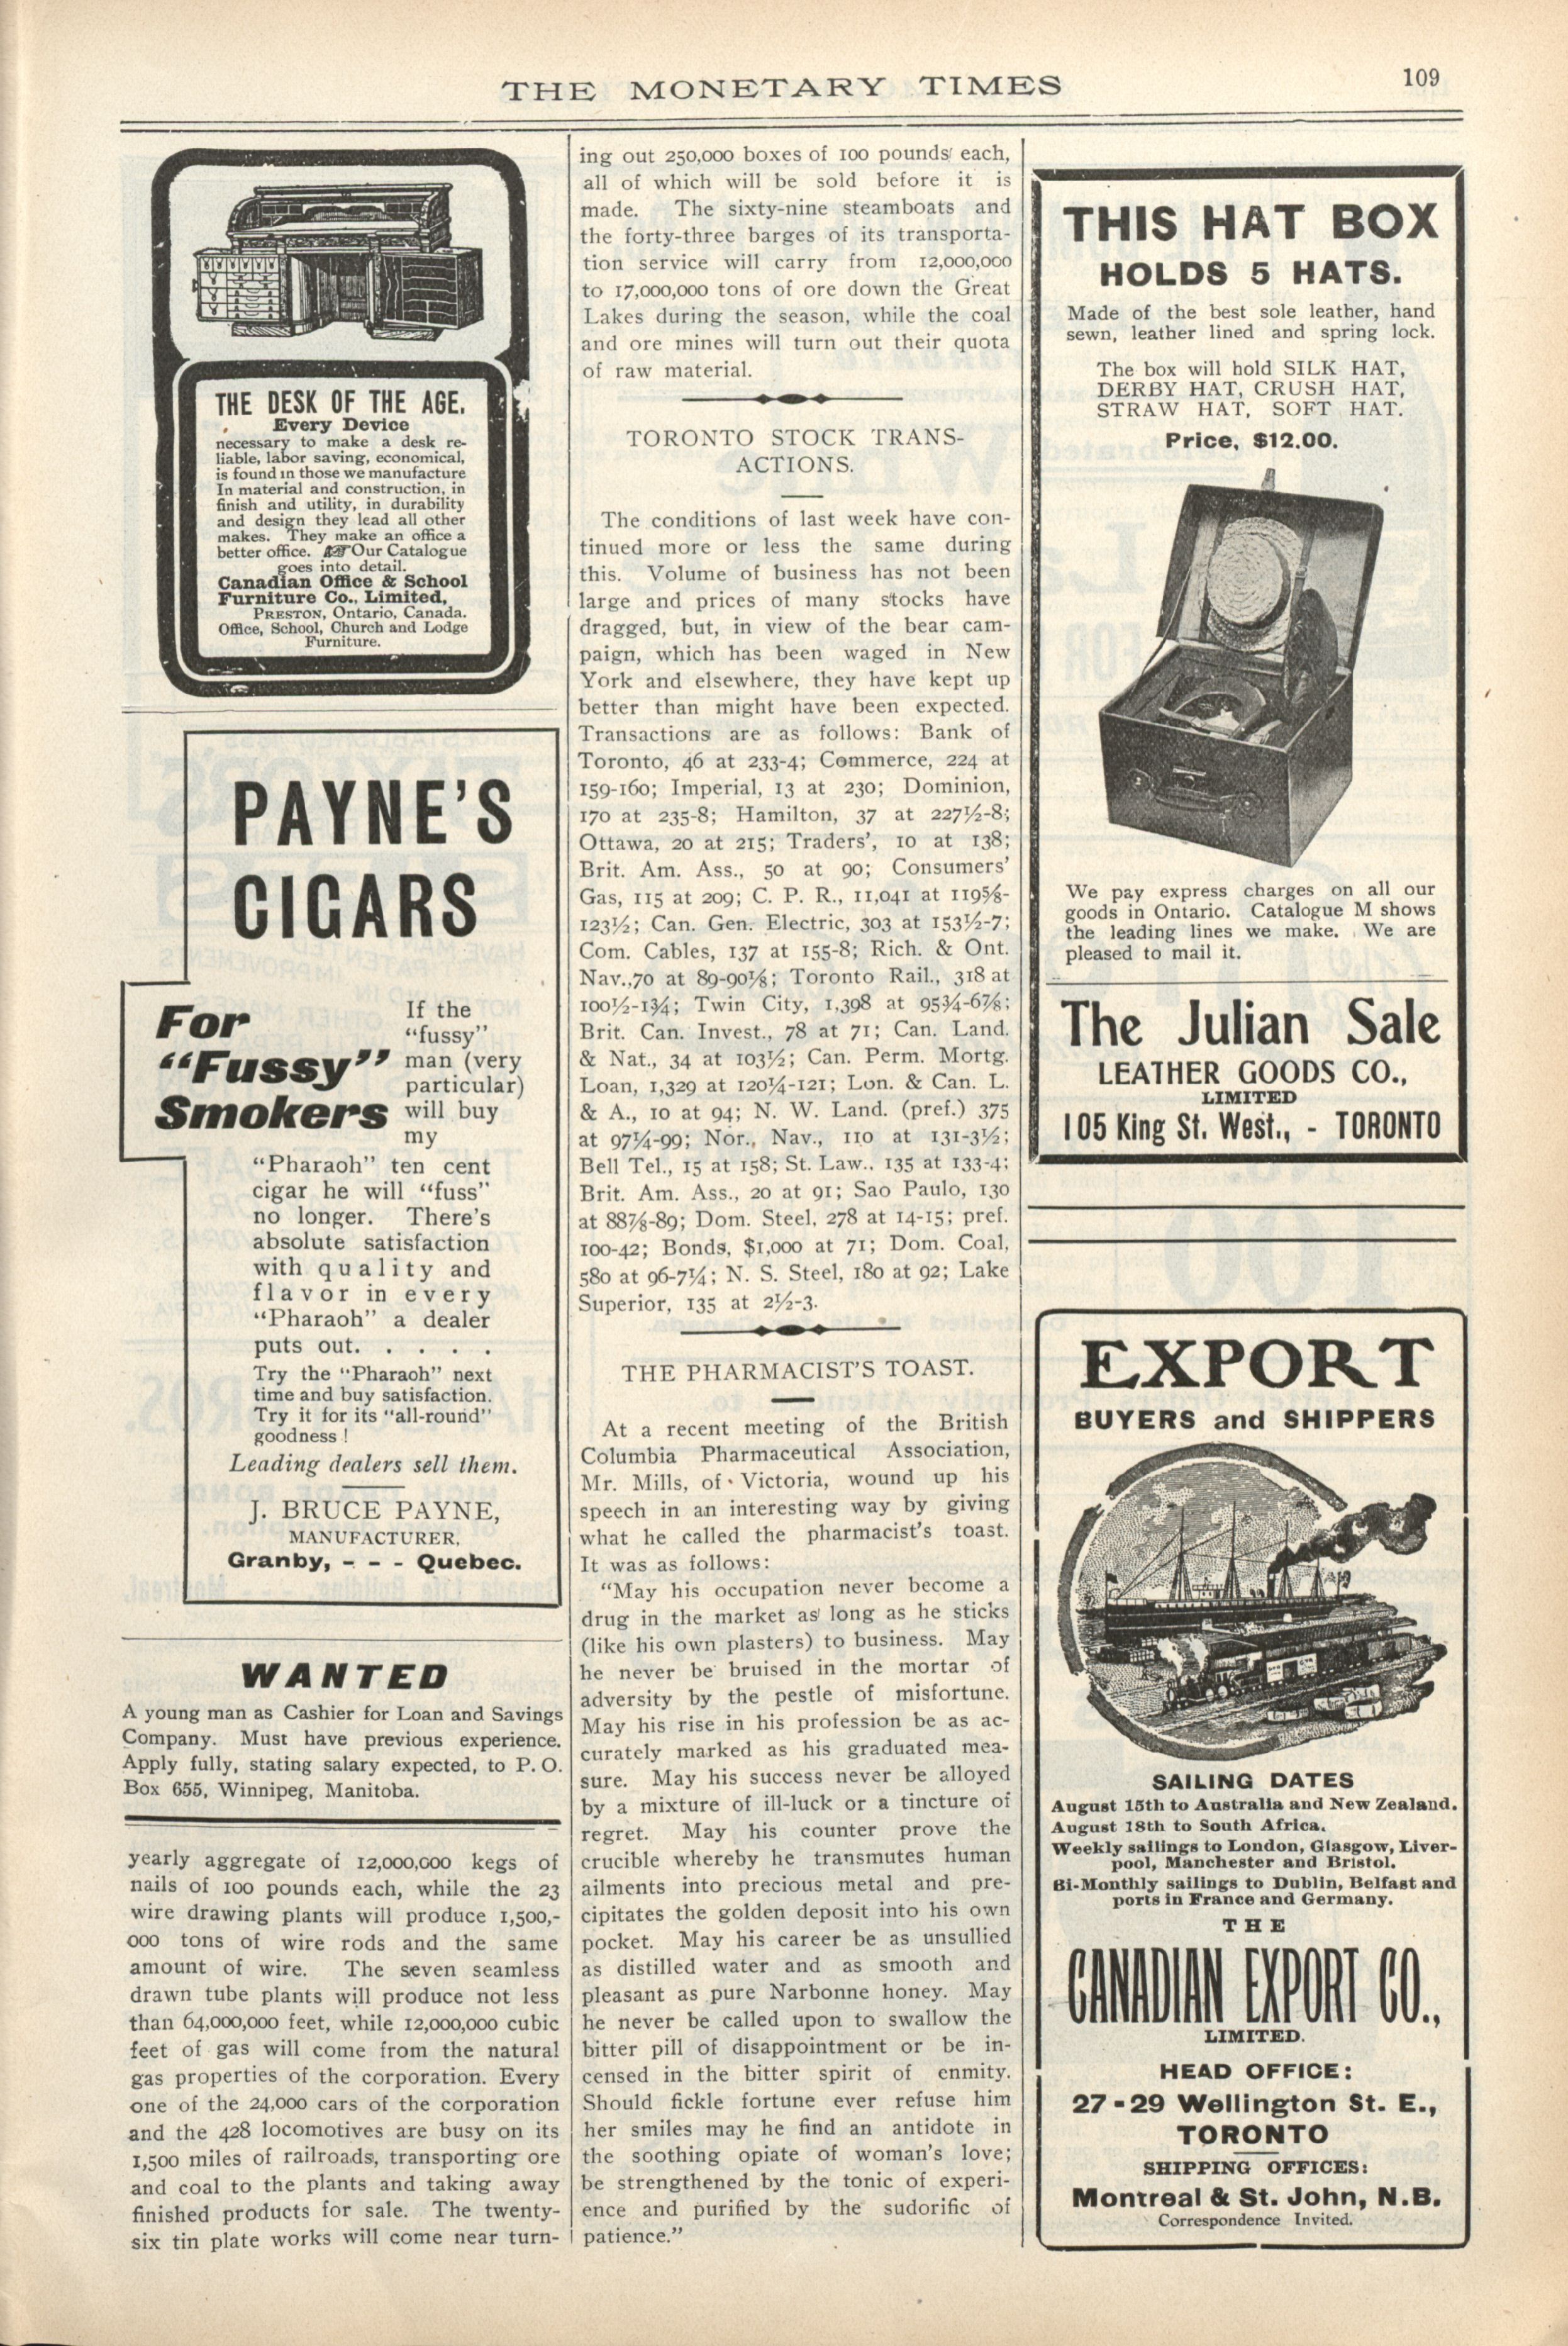 THE MONETARY TIMES
109
THE DESK OF THE AGE.
Every Device
necessary to make a desk re-
liable, labor saving, economical,
is found in those we manufacture
In material and construction, in
finish and utility, in durability
and design they lead all other
makes. They make an office a
better office. Our Catalogue
goes into detail.
Canadian Office & School
Furniture Co., Limited,
PRESTON, Ontario, Canada.
Office, School, Church and Lodge
Furniture.
PAYNE'S
CIGARS
For
"Fussy"
Smokers
If the
"fussy"
man (very
particular)
will buy
my
"Pharaoh" ten cent
cigar he will "fuss"
no longer. There's
absolute satisfaction
with quality and
flavor in every
"Pharaoh" a dealer
puts out. . . . . .
Try the "Pharaoh" next
time and buy satisfaction.
Try it for its "all-round"
goodness !
Leading dealers sell them.
J. BRUCE PAYNE,
MANUFACTURER,
Granby, - - - Quebec.
WANTED
A young man as Cashier for Loan and Savings
Company. Must have previous experience.
Apply fully, stating salary expected, to P. O.
Box 655, Winnipeg, Manitoba.
yearly aggregate of 12,000,000 kegs of
nails of 100 pounds each, while the 23
wire drawing plants will produce 1,500,-
000 tons of wire rods and the same
amount of wire. The seven seamless
drawn tube plants will produce not less
than 64,000,000 feet, while 12,000,000 cubic
feet of gas will come from the natural
gas properties of the corporation. Every
one of the 24,000 cars of the corporation
and the 428 locomotives are busy on its
1,500 miles of railroads, transporting ore
and coal to the plants and taking away
finished products for sale. The twenty-
six tin plate works will come near turn-
ing out 250,000 boxes of 100 pounds each,
all of which will be sold before it is
made. The sixty-nine steamboats and
the forty-three barges of its transporta-
tion service will carry from 12,000,000
to 17,000,000 tons of ore down the Great
Lakes during the season, while the coal
and ore mines will turn out their quota
of raw material.
TORONTO STOCK TRANS-
ACTIONS.
The conditions of last week have con-
tinued more or less the same during
this. Volume of business has not been
large and prices of many stocks have
dragged, but, in view of the bear cam-
paign, which has been waged in New
York and elsewhere, they have kept up
better than might have been expected.
Transactions are as follows: Bank of
Toronto, 46 at 233-4; Commerce, 224 at
159-160; Imperial, 13 at 230; Dominion,
170 at 235-8; Hamilton, 37 at 227½-8;
Ottawa, 20 at 215; Traders', 10 at 138;
Brit. Am. Ass., 50 at 90; Consumers'
Gas, 115 at 209; C. P. R., 11,041 at 119⅝-
123½; Can. Gen. Electric, 303 at 153½-7;
Com. Cables, 137 at 155-8; Rich. & Ont.
Nav.,70 at 89-90⅛; Toronto Rail., 318 at
100½-1¾; Twin City, 1,398 at 95¾-6⅞;
Brit. Can. Invest., 78 at 71; Can. Land.
& Nat., 34 at 103½; Can. Perm. Mortg.
Loan, 1,329 at 120¼-121; Lon. & Can. L.
& A., 10 at 94; N. W. Land. (pref.) 375
at 97¼-99; Nor., Nav., 110 at 131-3½;
Bell Tel., 15 at 158; St. Law., 135 at 133-4;
Brit. Am. Ass., 20 at 91; Sao Paulo, 130
at 88⅞-89; Dom. Steel, 278 at 14-15; pref.
100-42; Bonds, $1,000 at 71; Dom. Coal,
580 at 96-7¼; N. S. Steel, 180 at 92; Lake
Superior, 135 at 2½-3.
THE PHARMACIST'S TOAST.
At a recent meeting of the British
Columbia Pharmaceutical Association,
Mr. Mills, of Victoria, wound up his
speech in an interesting way by giving
what he called the pharmacist's toast.
It was as follows:
"May his occupation never become a
drug in the market as long as he sticks
(like his own plasters) to business. May
he never be bruised in the mortar of
adversity by the pestle of misfortune.
May his rise in his profession be as ac-
curately marked as his graduated mea-
sure. May his success never be alloyed
by a mixture of ill-luck or a tincture of
regret. May his counter prove the
crucible whereby he transmutes human
ailments into precious metal and pre-
cipitates the golden deposit into his own
pocket. May his career be as unsullied
as distilled water and as smooth and
pleasant as pure Narbonne honey. May
he never be called upon to swallow the
bitter pill of disappointment or be in-
censed in the bitter spirit of enmity.
Should fickle fortune ever refuse him
her smiles may he find an antidote in
the soothing opiate of woman's love;
be strengthened by the tonic of experi-
ence and purified by the sudorific of
patience."
THIS HAT BOX
HOLDS 5 HATS.
Made of the best sole leather, hand
sewn, leather lined and spring lock.
The box will hold SILK HAT,
DERBY HAT, CRUSH HAT,
STRAW HAT, SOFT HAT.
Price, $12.00.
We pay express charges on all our
goods in Ontario. Catalogue M shows
the leading lines we make. We are
pleased to mail it.
The Julian Sale
LEATHER GOODS CO.,
LIMITED
105 King St. West., - TORONTO
EXPORT
BUYERS and SHIPPERS
SAILING DATES
August 15th to Australia and New Zealand.
August 18th to South Africa.
Weekly sailings to London, Glasgow, Liver-
pool, Manchester and Bristol.
Bi-Monthly sailings to Dublin, Belfast and
ports in France and Germany.
THE
CANADIAN EXPORT CO.,
LIMITED.
HEAD OFFICE:
27-29 Wellington St. E.,
TORONTO
SHIPPING OFFICES:
Montreal & St. John, N.B.
Correspondence Invited.